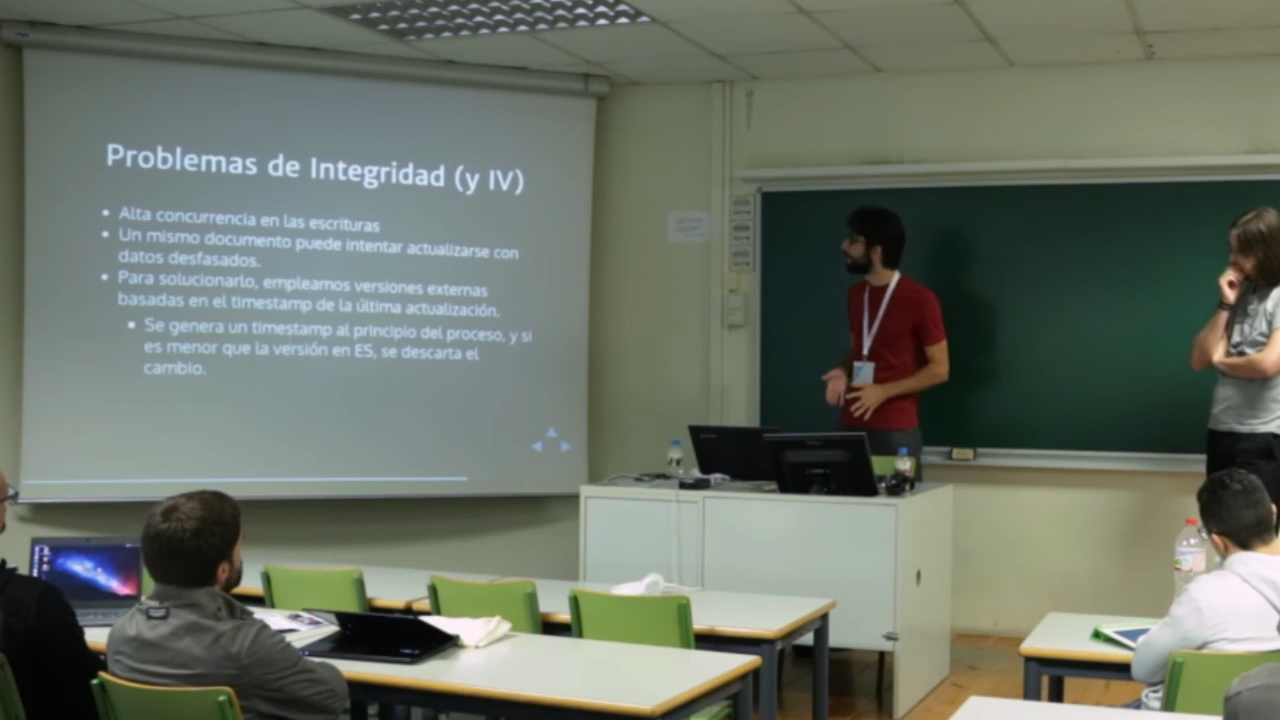 Problemas de Integridad (y IV)
• Alta concurrencia en las escrituras
• Un mismo documento puede intentar actualizarse con
datos desfasados.
• Para solucionarlo, empleamos versiones externas
basadas en el timestamp de la última actualización.
▪ Se genera un timestamp al principio del proceso, y si
es menor que la versión en ES, se descarta el
cambio.